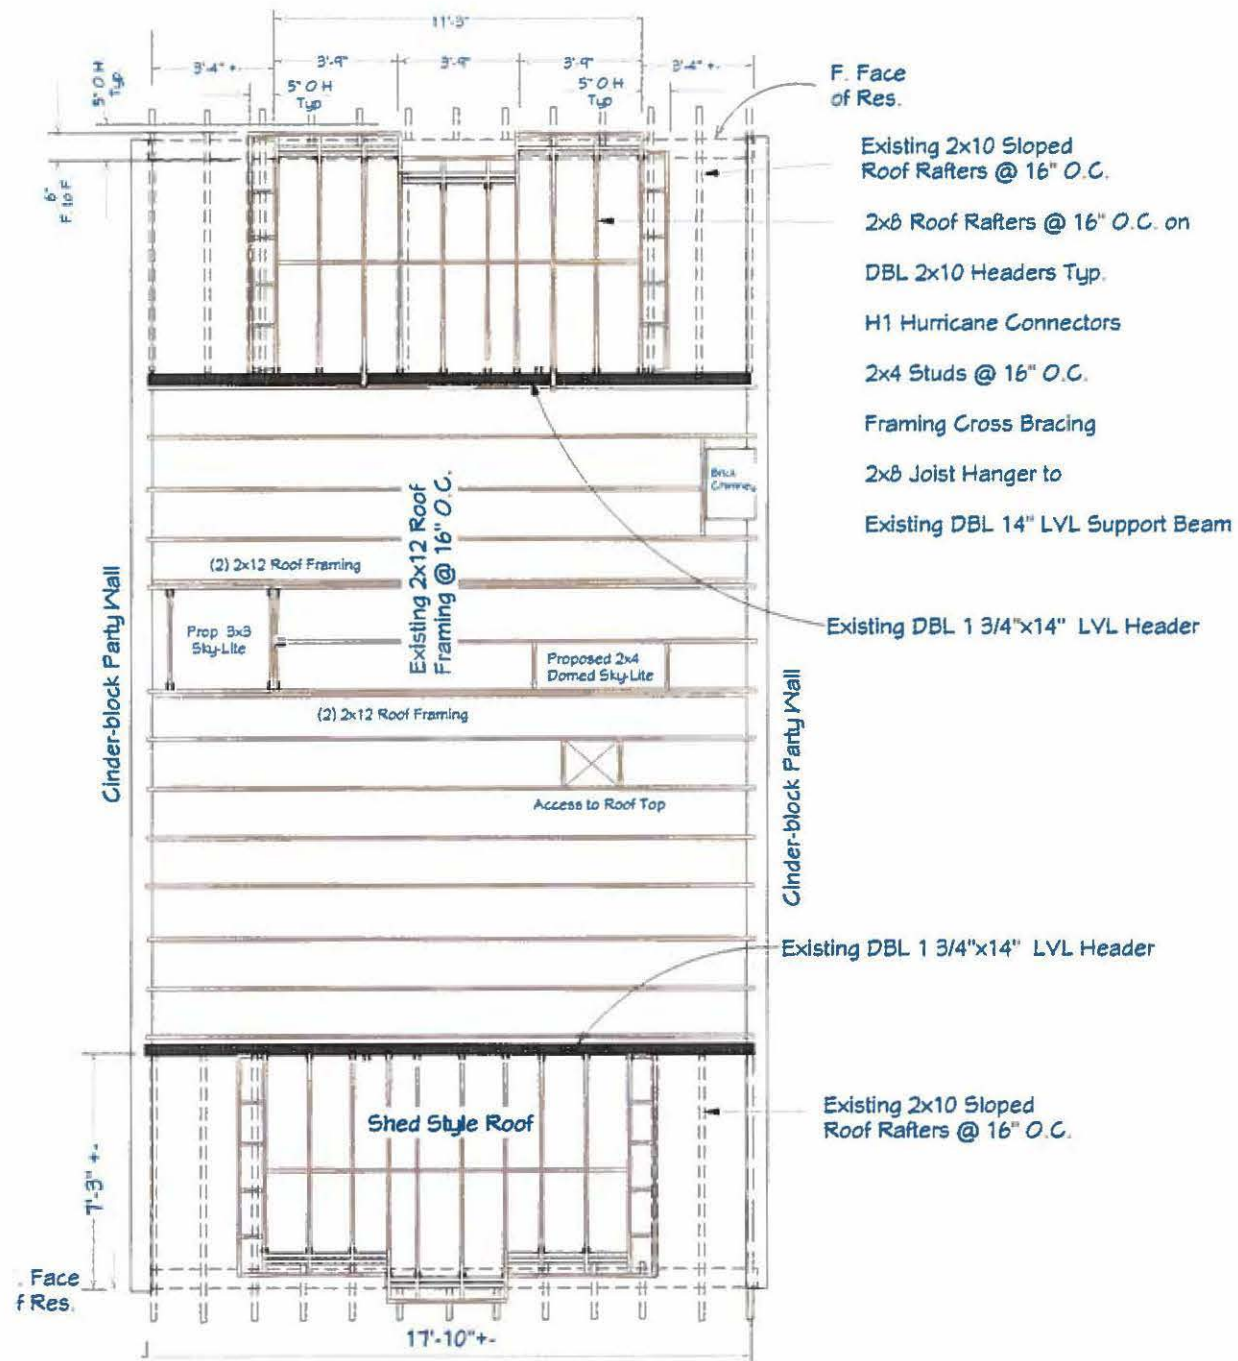 11'-3"
3'-4" +-
3'-9"
3'-9"
3'-9"
3'-4" +-
5" O.H
Typ
5" O.H
Typ
5" O.H
Typ
6"
F. to F
F. Face
of Res.
Existing 2x10 Sloped
Roof Rafters @ 16" O.C.
2x8 Roof Rafters @ 16" O.C. on
DBL 2x10 Headers Typ.
H1 Hurricane Connectors
2x4 Studs @ 16" O.C.
Framing Cross Bracing
2x8 Joist Hanger to
Existing DBL 14" LVL Support Beam
Brick
Chimney
Existing 2x12 Roof
Framing @ 16" O.C.
(2) 2x12 Roof Framing
Cinder-block Party Wall
Prop 3x3
Sky-Lite
Proposed 2x4
Domed Sky-Lite
Existing DBL 1 3/4"x14" LVL Header
(2) 2x12 Roof Framing
Cinder-block Party Wall
Access to Roof Top
Existing DBL 1 3/4"x14" LVL Header
Shed Style Roof
Existing 2x10 Sloped
Roof Rafters @ 16" O.C.
7'-3" +-
. Face
f Res.
17'-10"+-